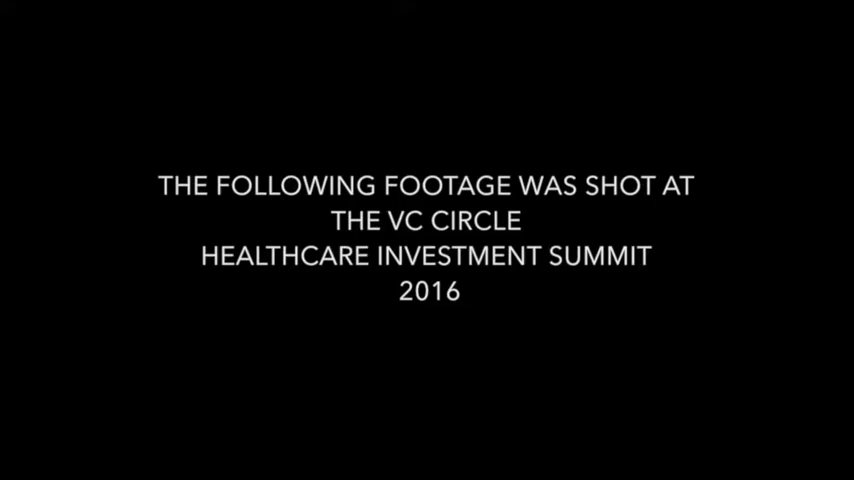 THE FOLLOWING FOOTAGE WAS SHOT AT
THE VC CIRCLE
HEALTHCARE INVESTMENT SUMMIT
2016